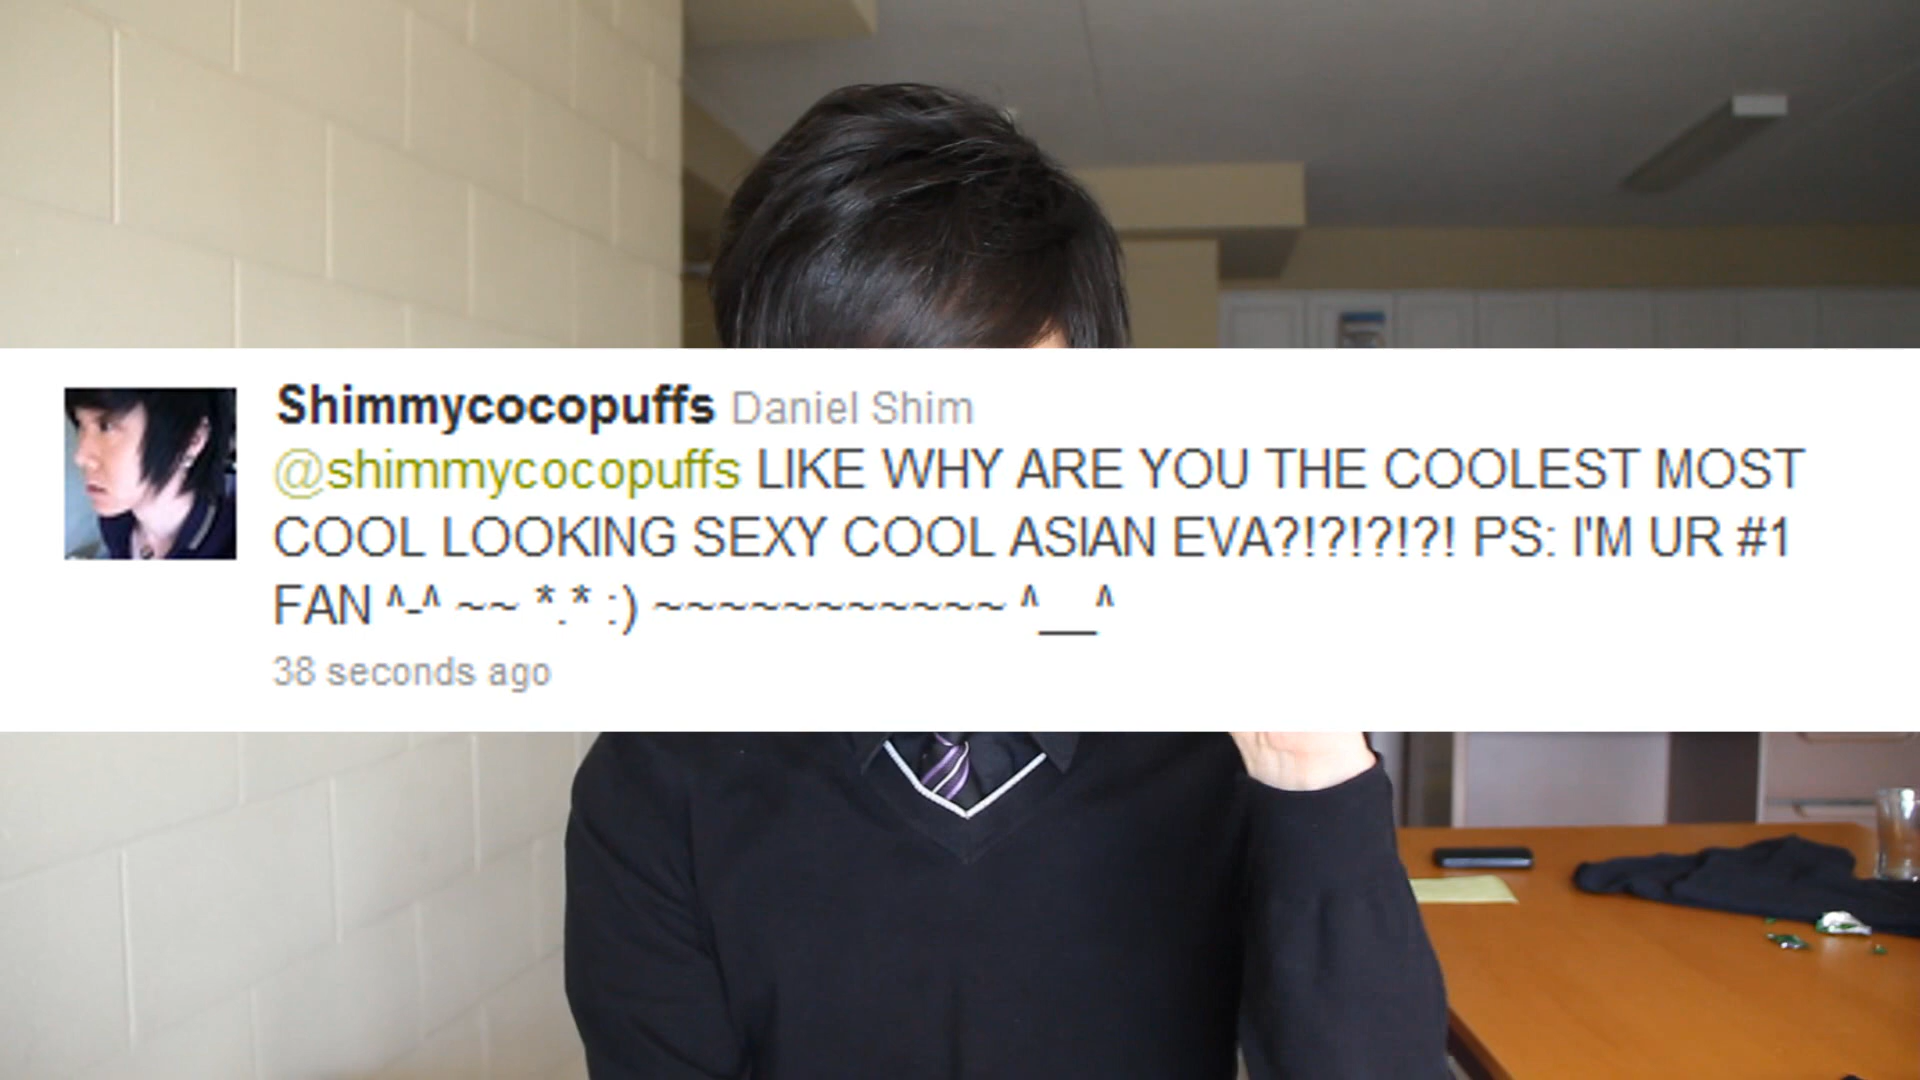 Shimmycocopuffs Daniel Shim
@shimmycocopuffs LIKE WHY ARE YOU THE COOLEST MOST
COOL LOOKING SEXY COOL ASIAN EVA?!?!?!?! PS: I'M UR #1
FAN ^-^ ~~ *.* :) ~~~~~~~~~~~ ^__^
38 seconds ago